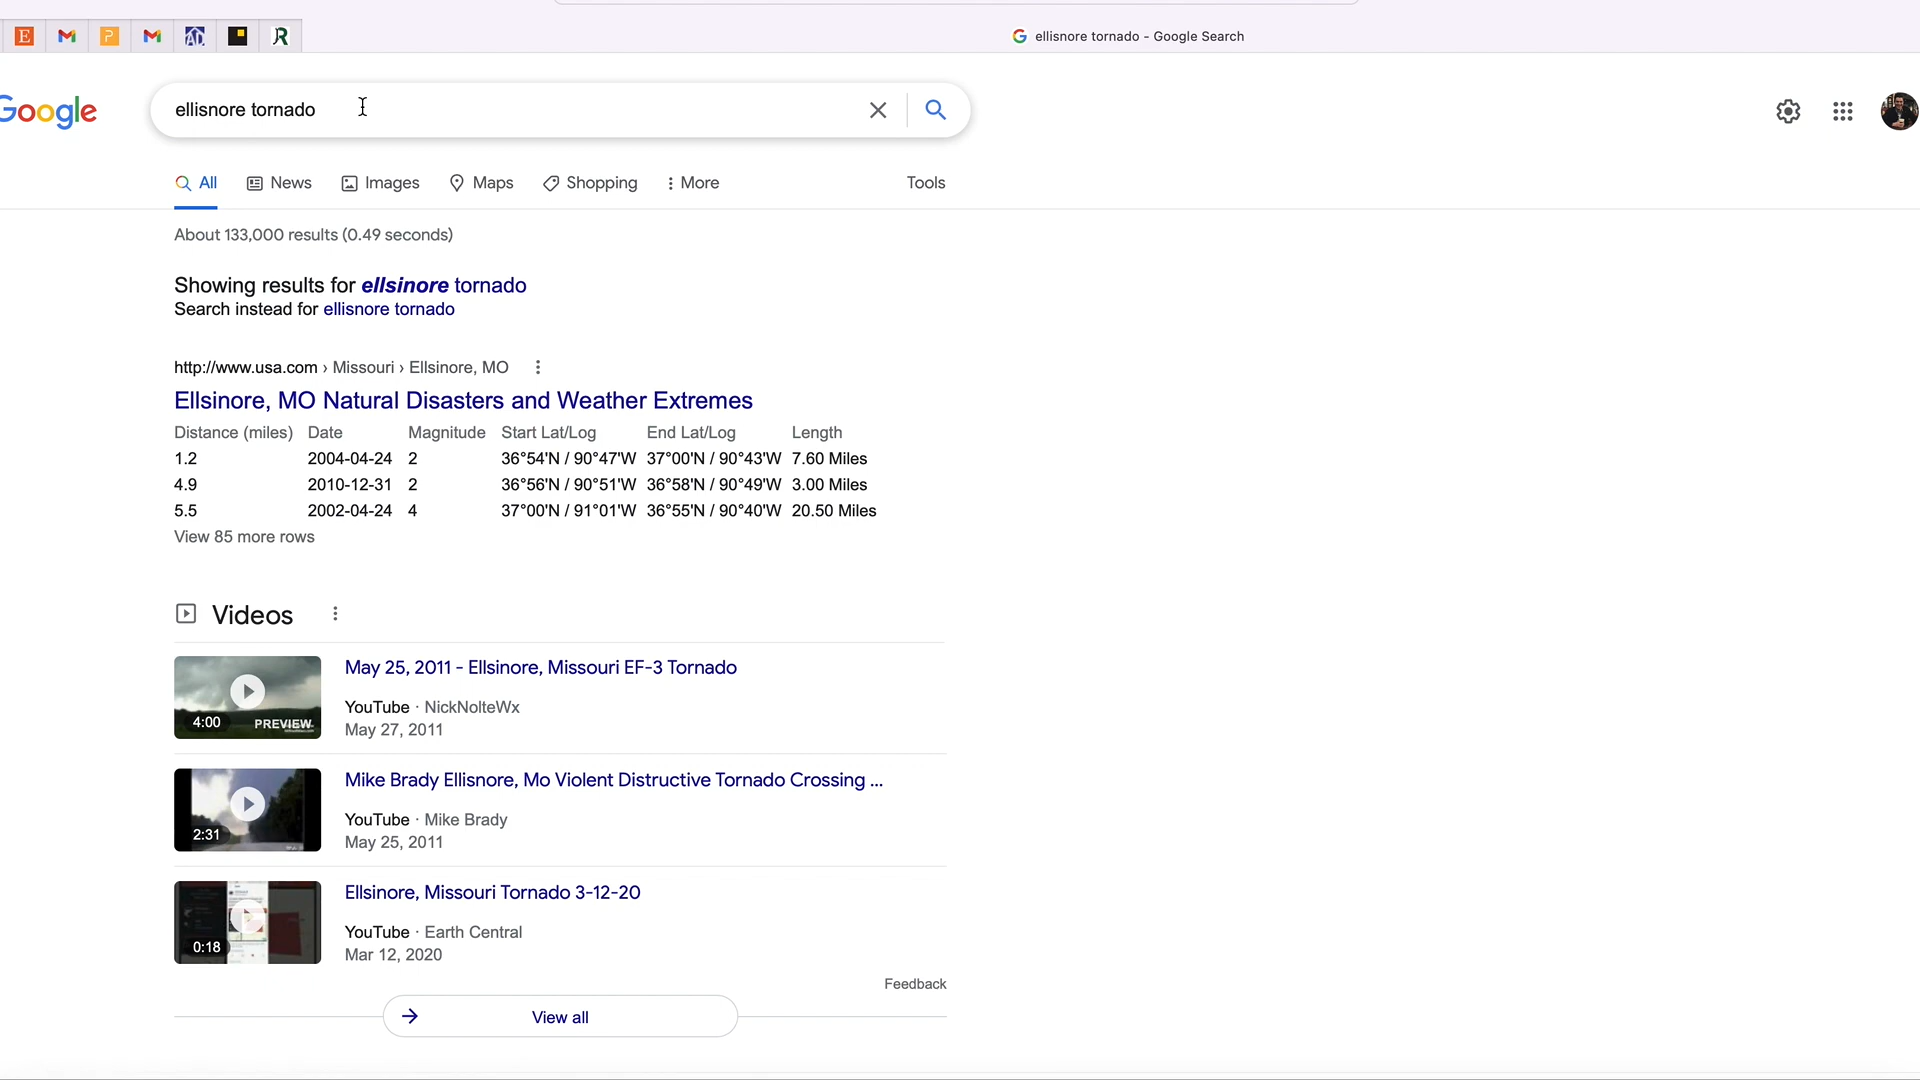 ellisnore tornado - Google Search
Google
ellisnore tornado
All
News
Images
Maps
Shopping
More
Tools
About 133,000 results (0.49 seconds)
Showing results for ellsinore tornado
Search instead for ellisnore tornado
http://www.usa.com › Missouri › Ellsinore, MO
Ellsinore, MO Natural Disasters and Weather Extremes
Distance (miles) Date Magnitude Start Lat/Log End Lat/Log Length
1.2 2004-04-24 2 36°54'N / 90°47'W 37°00'N / 90°43'W 7.60 Miles
4.9 2010-12-31 2 36°56'N / 90°51'W 36°58'N / 90°49'W 3.00 Miles
5.5 2002-04-24 4 37°00'N / 91°01'W 36°55'N / 90°40'W 20.50 Miles
View 85 more rows
Videos
4:00
PREVIEW
May 25, 2011 - Ellsinore, Missouri EF-3 Tornado
YouTube · NickNolteWx
May 27, 2011
2:31
Mike Brady Ellisnore, Mo Violent Distructive Tornado Crossing ...
YouTube · Mike Brady
May 25, 2011
0:18
Ellsinore, Missouri Tornado 3-12-20
YouTube · Earth Central
Mar 12, 2020
Feedback
View all